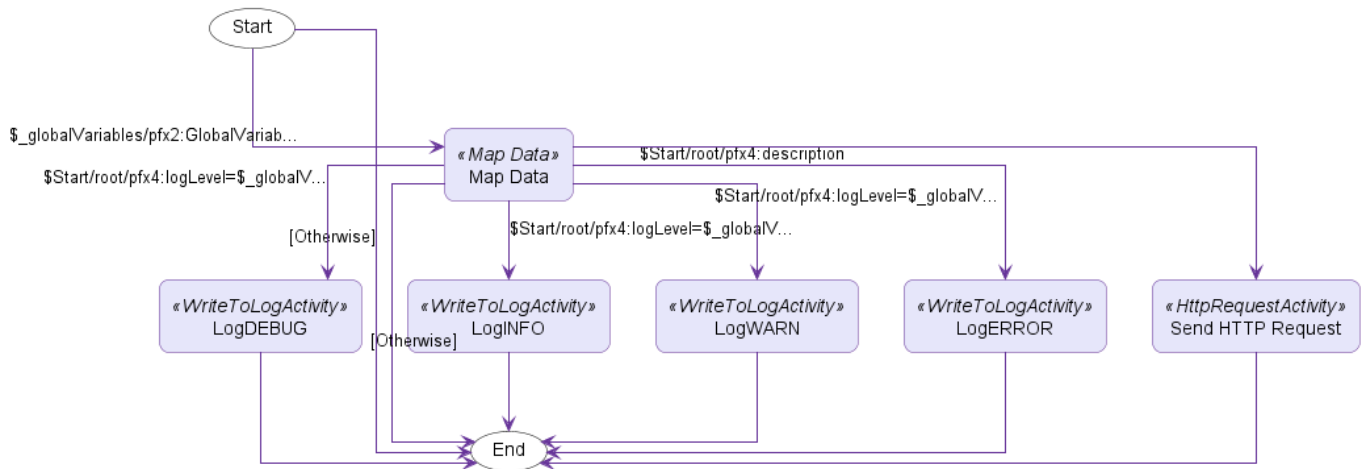 Start
$_globalVariables/pfx2:GlobalVariab...
«Map Data»
Map Data
$Start/root/pfx4:description
$Start/root/pfx4:logLevel=$_globalV...
$Start/root/pfx4:logLevel=$_globalV...
$Start/root/pfx4:logLevel=$_globalV...
[Otherwise]
«WriteToLogActivity»
LogDEBUG
«WriteToLogActivity»
LogINFO
«WriteToLogActivity»
LogWARN
«WriteToLogActivity»
LogERROR
«HttpRequestActivity»
Send HTTP Request
[Otherwise]
End